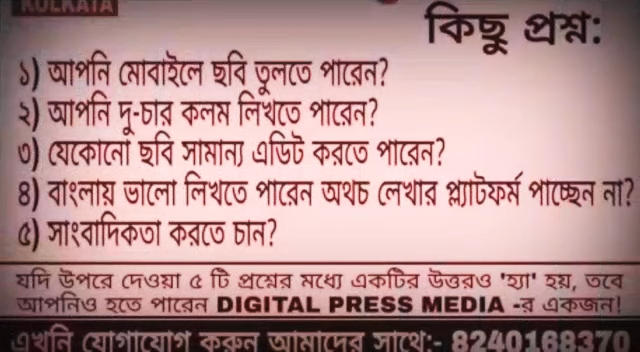 KOLKATA
কিছু প্রশ্ন:
১) আপনি মোবাইলে ছবি তুলতে পারেন?
২) আপনি দু-চার কলম লিখতে পারেন?
৩) যেকোনো ছবি সামান্য এডিট করতে পারেন?
৪) বাংলায় ভালো লিখতে পারেন অথচ লেখার প্ল্যাটফর্ম পাচ্ছেন না?
৫) সাংবাদিকতা করতে চান?
যদি উপরে দেওয়া ৫ টি প্রশ্নের মধ্যে একটির উত্তরও 'হ্যা' হয়, তবে
আপনিও হতে পারেন DIGITAL PRESS MEDIA -র একজন!
এখনি যোগাযোগ করুন আমাদের সাথে:- 8240168370